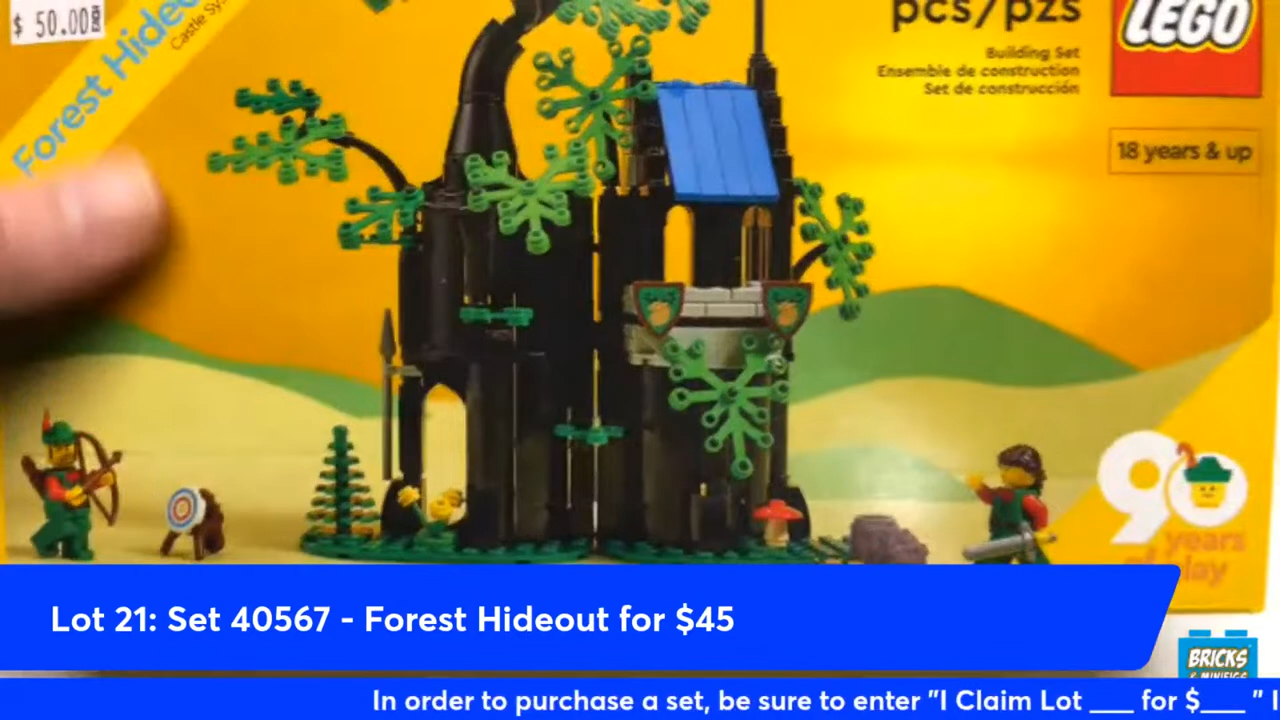 $ 50.00
Forest Hideo
Castle Sy
pcs/pzs
LEGO
Building Set
Ensemble de construction
Set de construcción
18 years & up
90
years
play
Lot 21: Set 40567 - Forest Hideout for $45
BRICKS
& MINIFIGS
In order to purchase a set, be sure to enter "I Claim Lot ___ for $___ " I